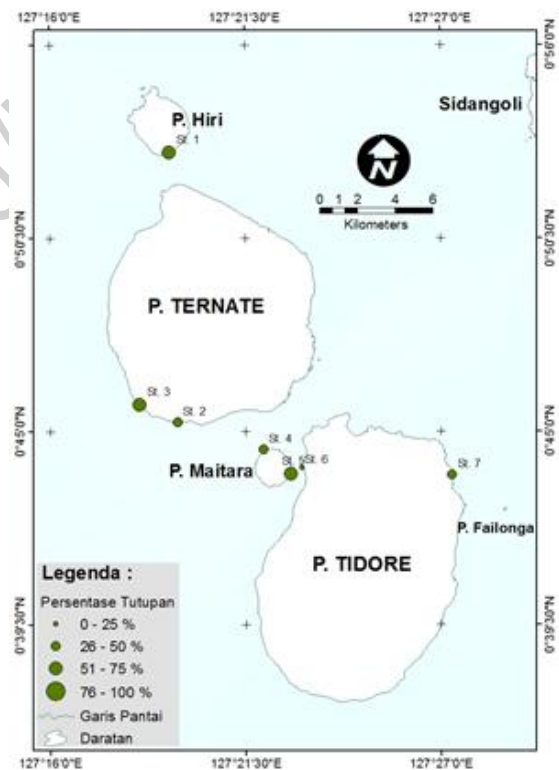 127°16'0"E 127°21'30"E 127°27'0"E
0°56'0"N
Sidangoli
P. Hiri
St. 1
N
0 1 2 4 6
Kilometers
0°50'30"N 0°50'30"N
P. TERNATE
St. 3
St. 2
0°45'0"N 0°45'0"N
St. 4
St. 5 St. 6
P. Maitara
St. 7
P. Failonga
P. TIDORE
Legenda :
Persentase Tutupan
0 - 25 %
26 - 50 %
51 - 75 %
76 - 100 %
Garis Pantai
Daratan
0°39'30"N 0°39'30"N
127°16'0"E 127°21'30"E 127°27'0"E